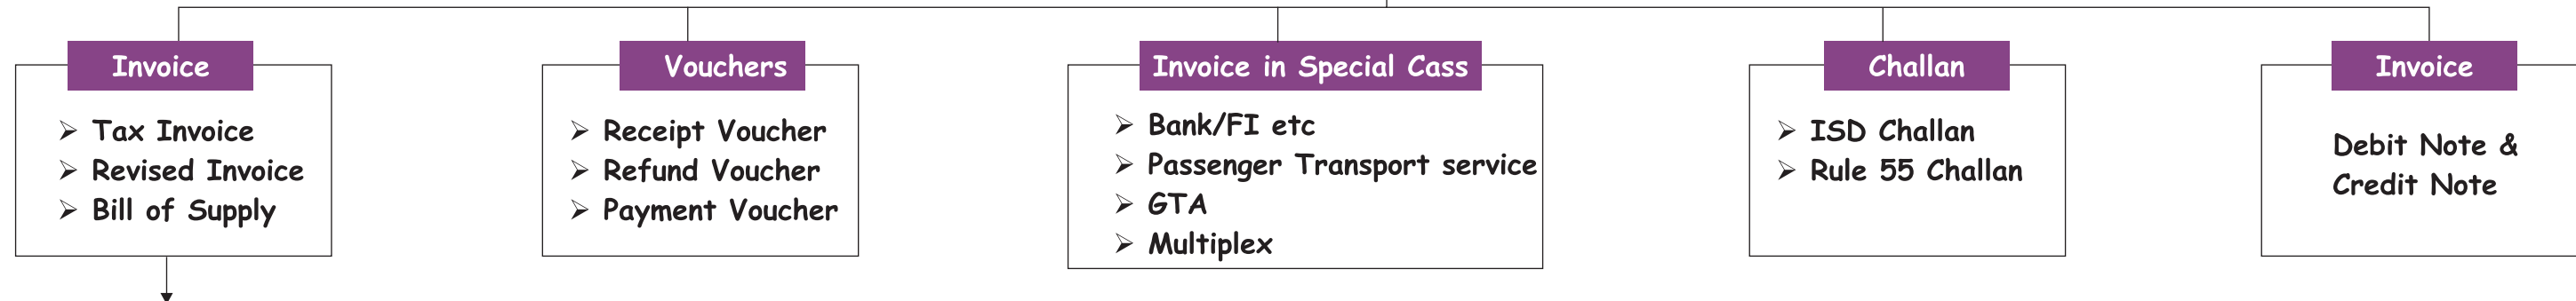 Invoice
➢ Tax Invoice
➢ Revised Invoice
➢ Bill of Supply
Vouchers
➢ Receipt Voucher
➢ Refund Voucher
➢ Payment Voucher
Invoice in Special Cass
➢ Bank/FI etc
➢ Passenger Transport service
➢ GTA
➢ Multiplex
Challan
➢ ISD Challan
➢ Rule 55 Challan
Invoice
Debit Note &
Credit Note